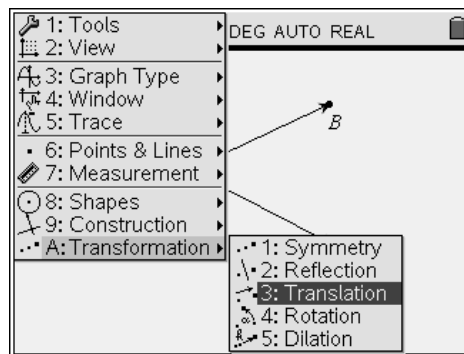 1: Tools
DEG AUTO REAL
2: View
3: Graph Type
4: Window
5: Trace
6: Points & Lines
B
7: Measurement
8: Shapes
9: Construction
A: Transformation
1: Symmetry
2: Reflection
3: Translation
4: Rotation
5: Dilation